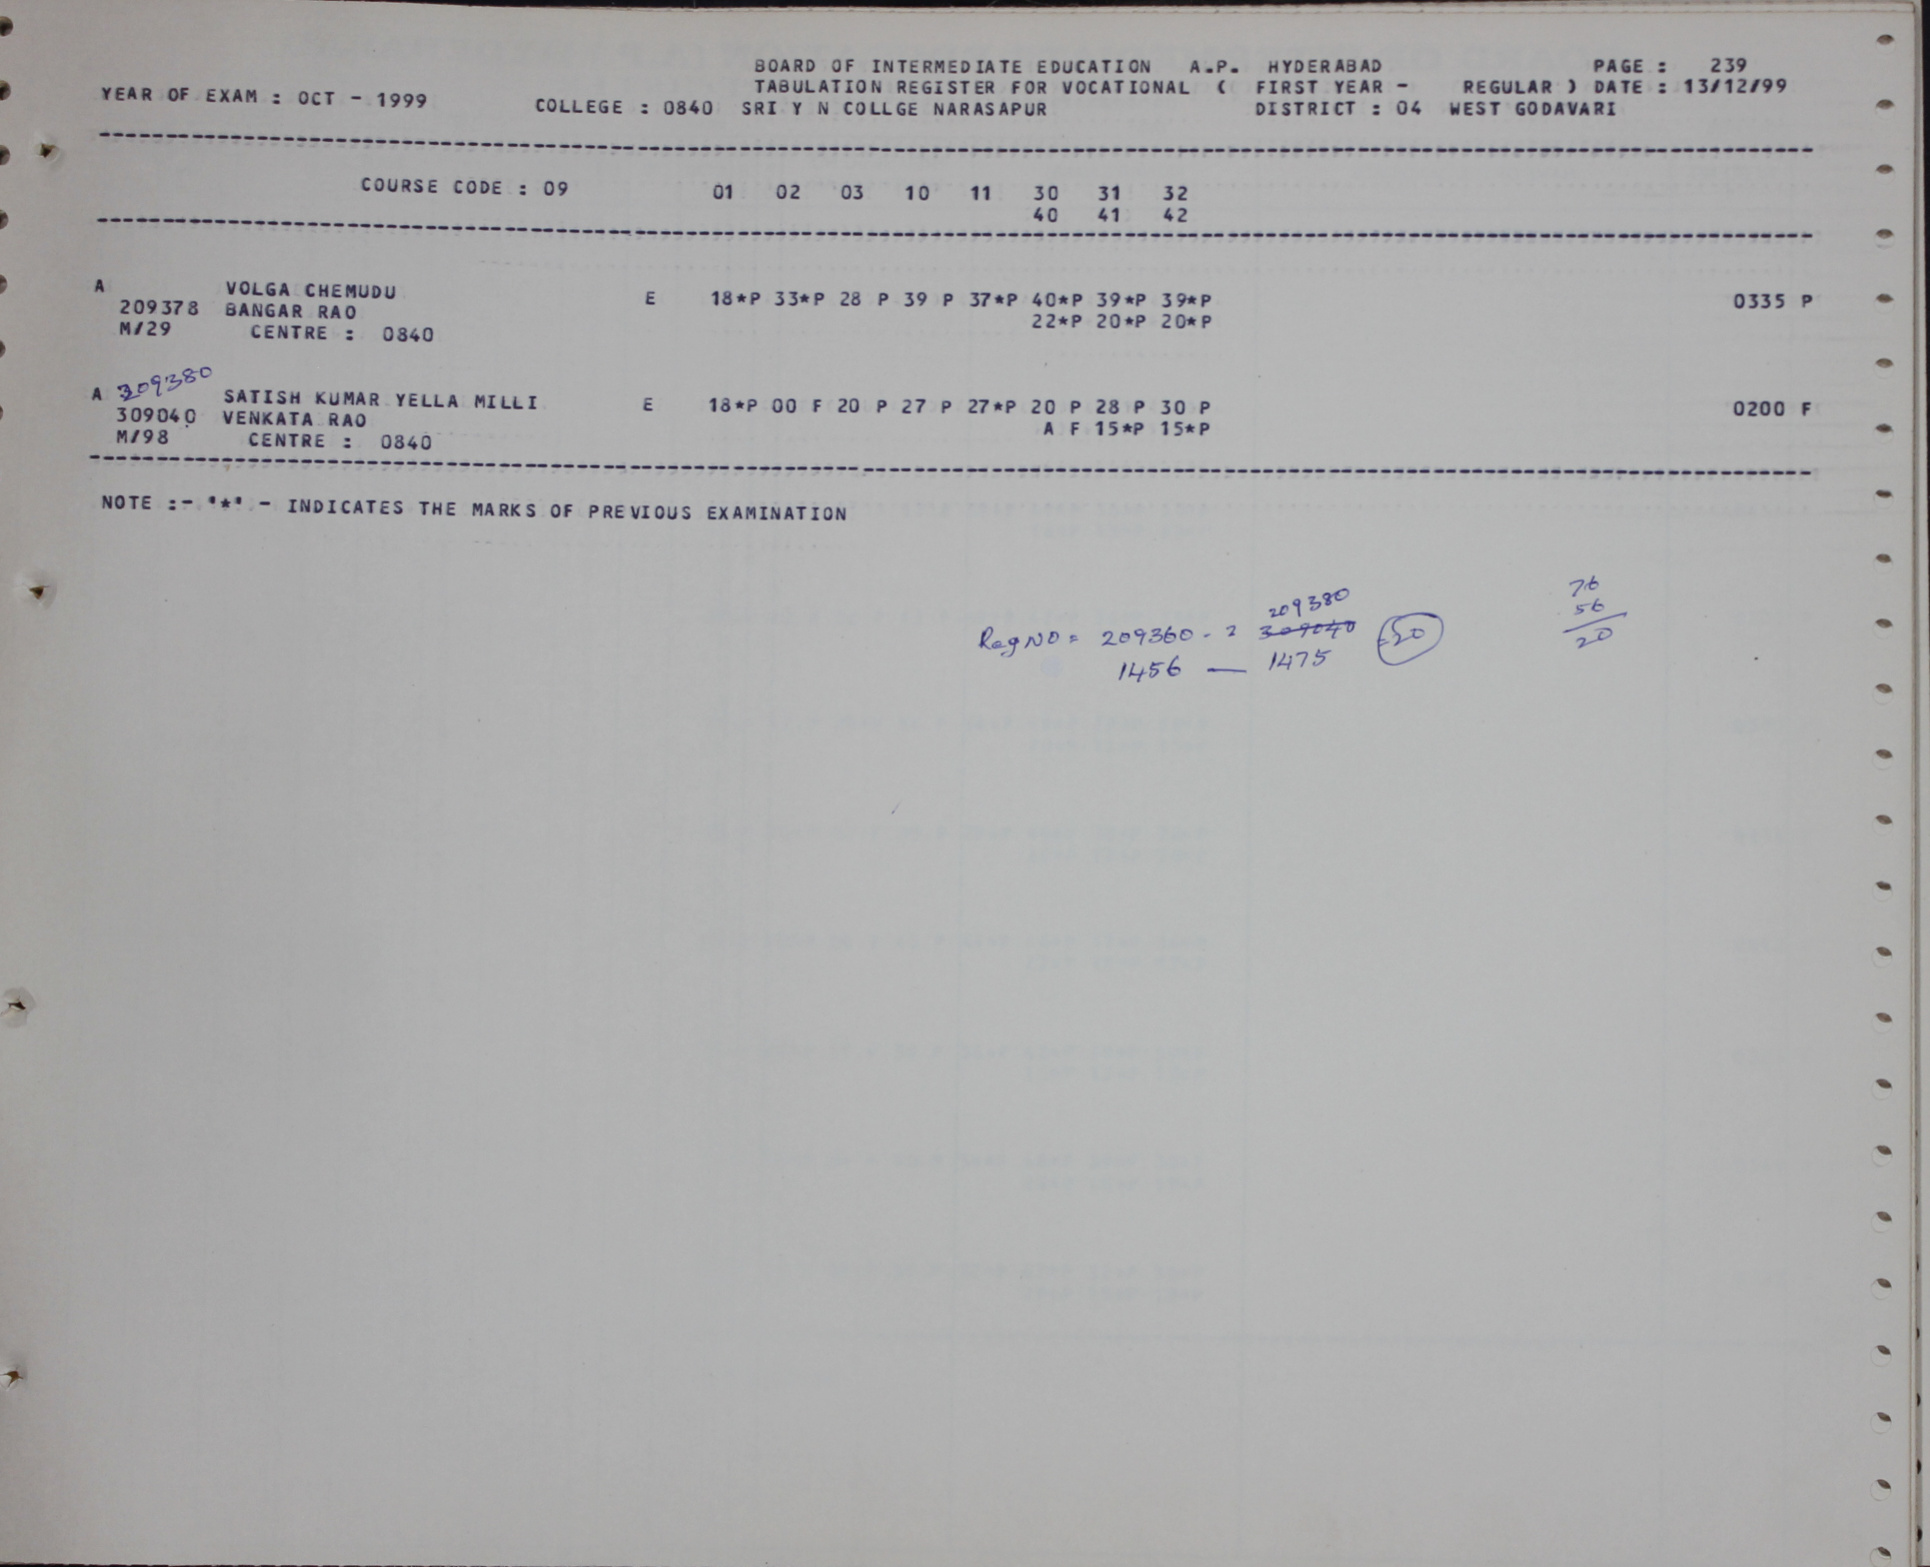 BOARD OF INTERMEDIATE EDUCATION A.P. HYDERABAD PAGE : 239
TABULATION REGISTER FOR VOCATIONAL ( FIRST YEAR - REGULAR ) DATE : 13/12/99
YEAR OF EXAM : OCT - 1999 COLLEGE : 0840 SRI Y N COLLGE NARASAPUR DISTRICT : 04 WEST GODAVARI
COURSE CODE : 09 01 02 03 10 11 30 31 32
40 41 42
A VOLGA CHEMUDU E 18*P 33*P 28 P 39 P 37*P 40*P 39*P 39*P 0335 P
209378 BANGAR RAO 22*P 20*P 20*P
M/29 CENTRE : 0840
209380
A SATISH KUMAR YELLA MILLI E 18*P 00 F 20 P 27 P 27*P 20 P 28 P 30 P 0200 F
309040 VENKATA RAO A F 15*P 15*P
M/98 CENTRE : 0840
NOTE :- '*' - INDICATES THE MARKS OF PREVIOUS EXAMINATION
209380 76
Reg NO = 209360 - 309040 =20 56
1456 — 1475 20